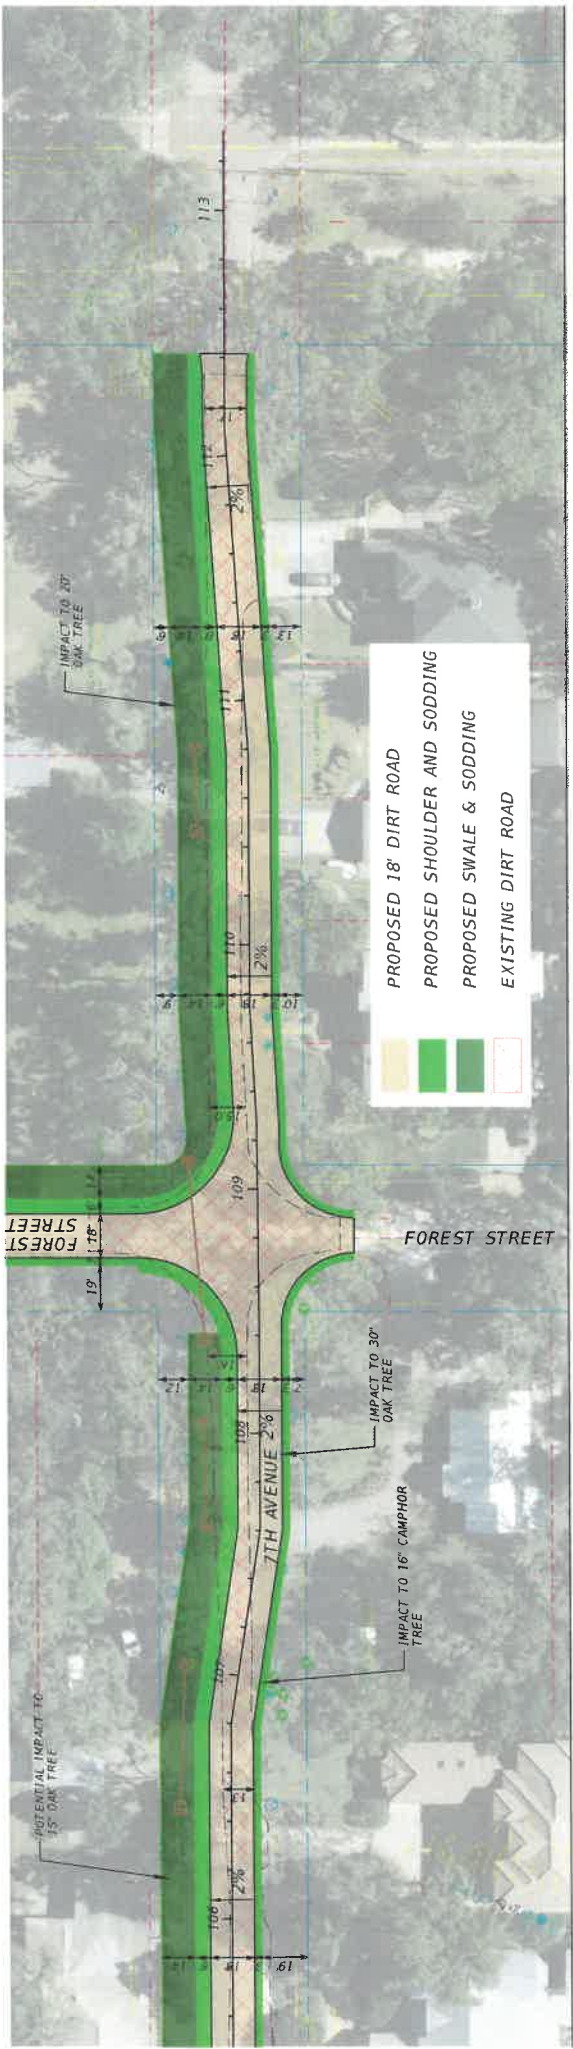 113
IMPACT TO 20"
OAK TREE
112
2%
111
110
2%
PROPOSED 18' DIRT ROAD
PROPOSED SHOULDER AND SODDING
PROPOSED SWALE & SODDING
EXISTING DIRT ROAD
109
FOREST
STREET
18'
19'
FOREST STREET
108
2%
7TH AVENUE
IMPACT TO 30"
OAK TREE
IMPACT TO 16" CAMPHOR
TREE
107
POTENTIAL IMPACT TO
15" OAK TREE
106
2%
19'